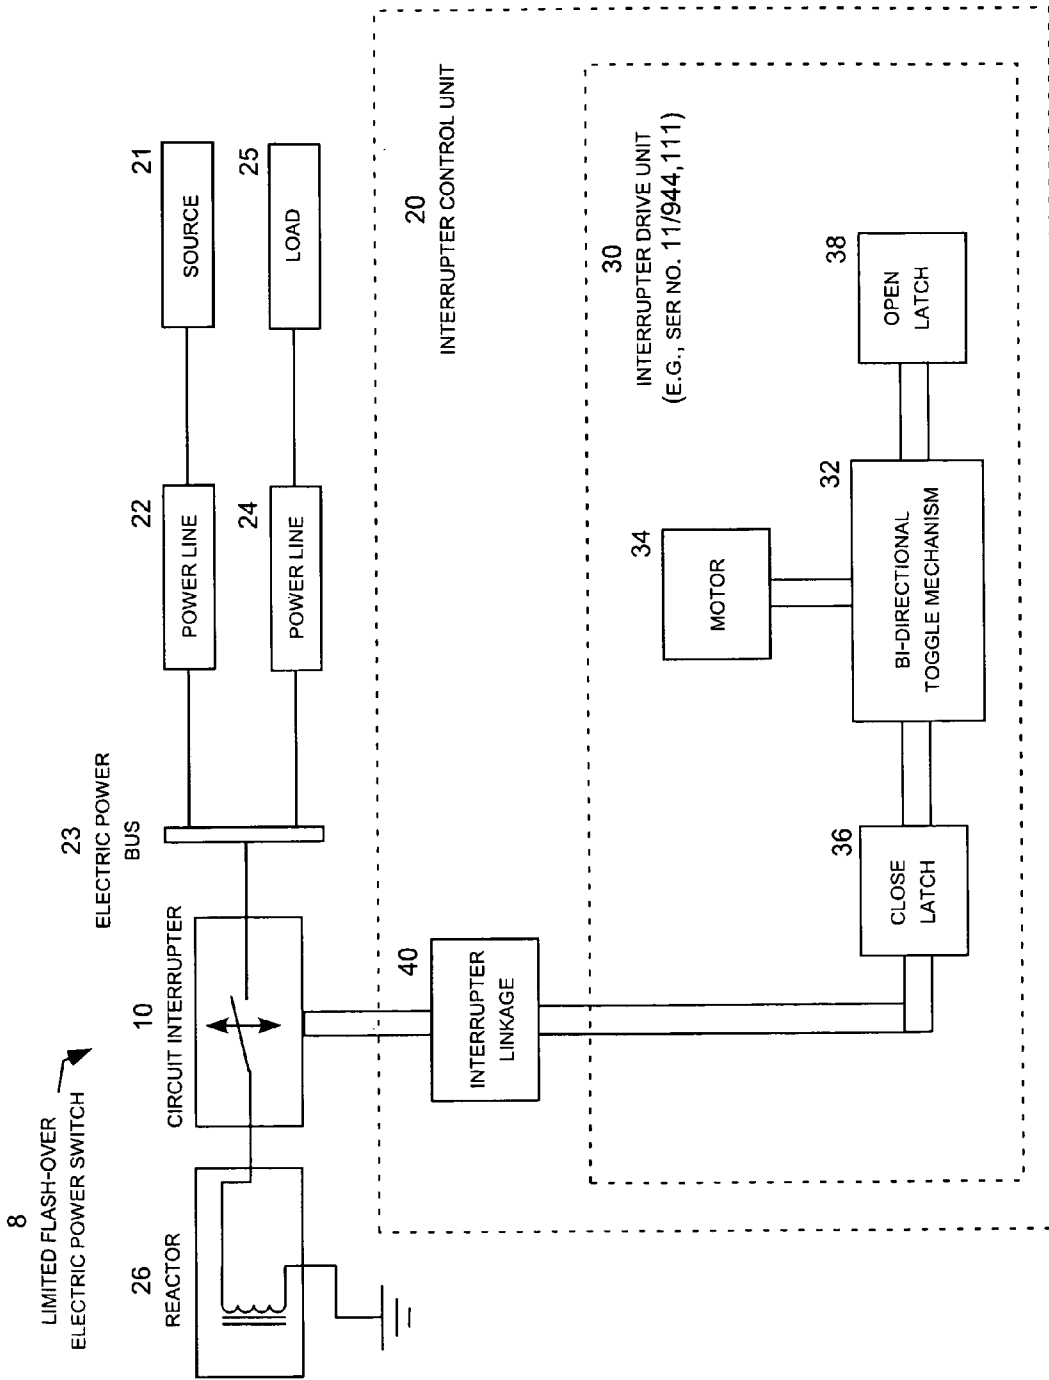 8
LIMITED FLASH-OVER
ELECTRIC POWER SWITCH
26
REACTOR
10
CIRCUIT INTERRUPTER
23
ELECTRIC POWER
BUS
22
POWER LINE
21
SOURCE
24
POWER LINE
25
LOAD
20
INTERRUPTER CONTROL UNIT
40
INTERRUPTER
LINKAGE
30
INTERRUPTER DRIVE UNIT
(E.G., SER NO. 11/944,111)
34
MOTOR
36
CLOSE
LATCH
32
BI-DIRECTIONAL
TOGGLE MECHANISM
38
OPEN
LATCH